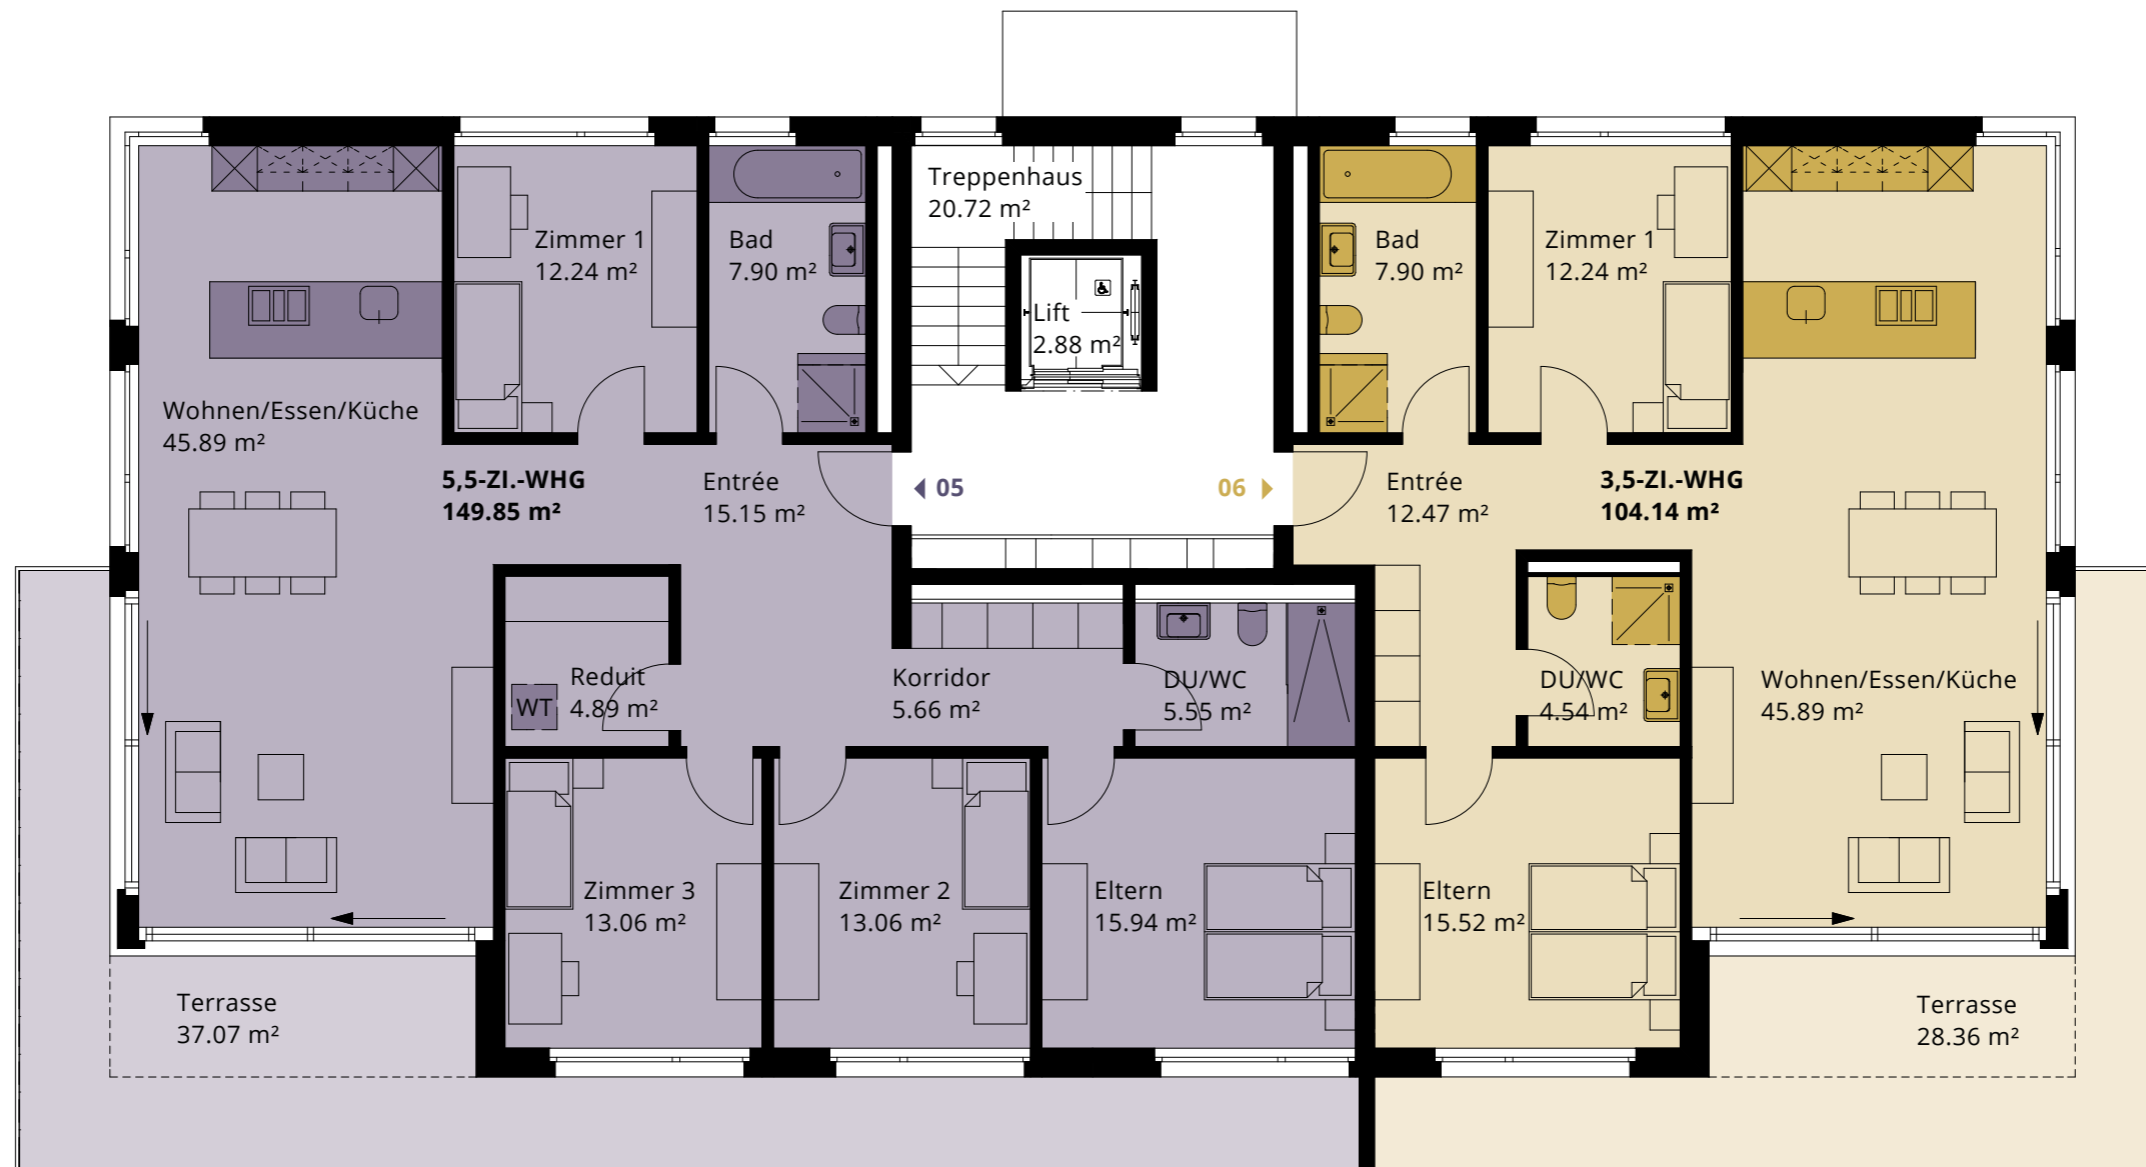 Treppenhaus
20.72 m²
Zimmer 1
12.24 m²
Bad
7.90 m²
Bad
7.90 m²
Zimmer 1
12.24 m²
Lift
2.88 m²
Wohnen/Essen/Küche
45.89 m²
5,5-ZI.-WHG
149.85 m²
Entrée
15.15 m²
05
06
Entrée
12.47 m²
3,5-ZI.-WHG
104.14 m²
Reduit
4.89 m²
WT
Korridor
5.66 m²
DU/WC
5.55 m²
DU/WC
4.54 m²
Wohnen/Essen/Küche
45.89 m²
Zimmer 3
13.06 m²
Zimmer 2
13.06 m²
Eltern
15.94 m²
Eltern
15.52 m²
Terrasse
37.07 m²
Terrasse
28.36 m²